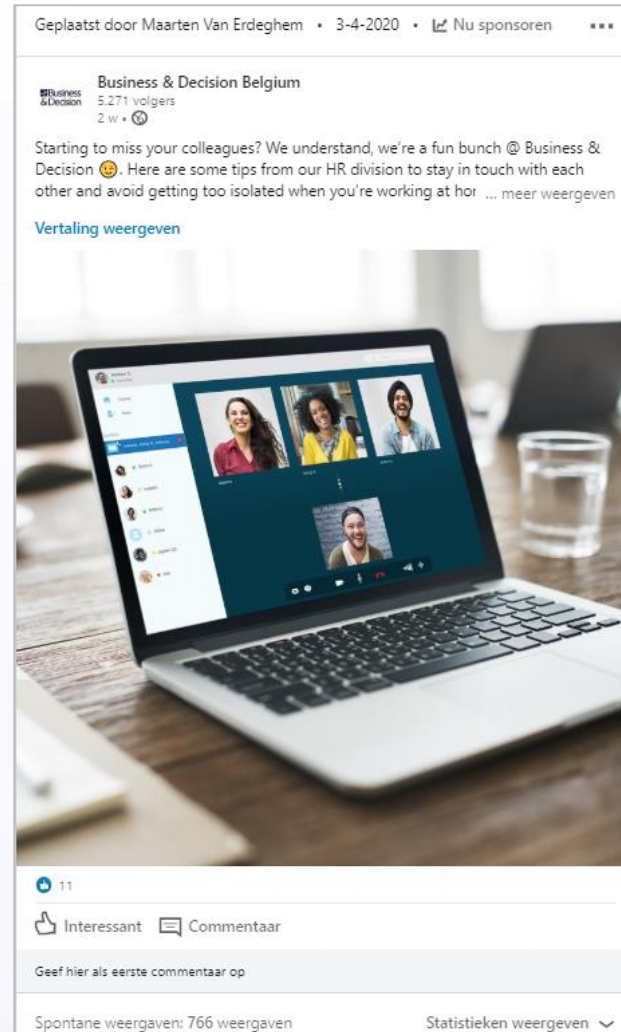 Geplaatst door Maarten Van Erdeghem • 3-4-2020 • Nu sponsoren
Business & Decision
Business & Decision Belgium
5.271 volgers
2 w •
Starting to miss your colleagues? We understand, we're a fun bunch @ Business &
Decision 😉. Here are some tips from our HR division to stay in touch with each
other and avoid getting too isolated when you're working at hor ... meer weergeven
Vertaling weergeven
11
Interessant Commentaar
Geef hier als eerste commentaar op
Spontane weergaven: 766 weergaven Statistieken weergeven